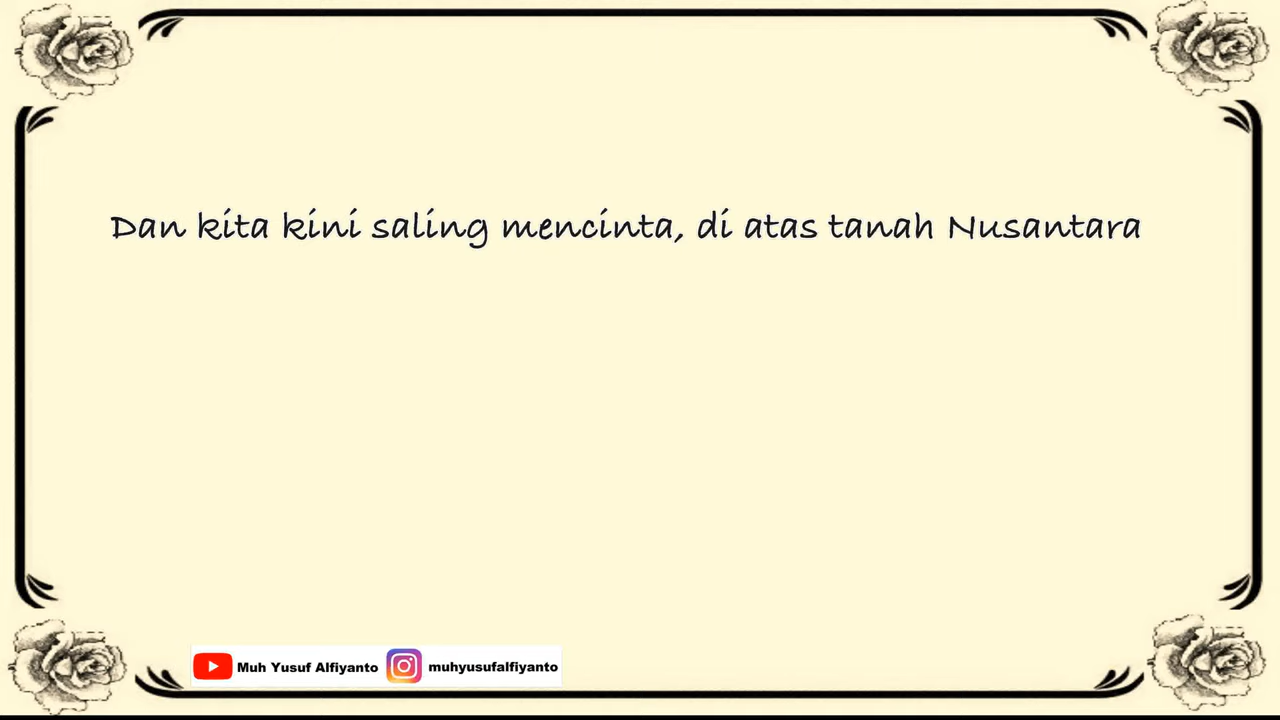 Dan kita kini saling mencinta, di atas tanah Nusantara
Muh Yusuf Alfiyanto muhyusufalfiyanto